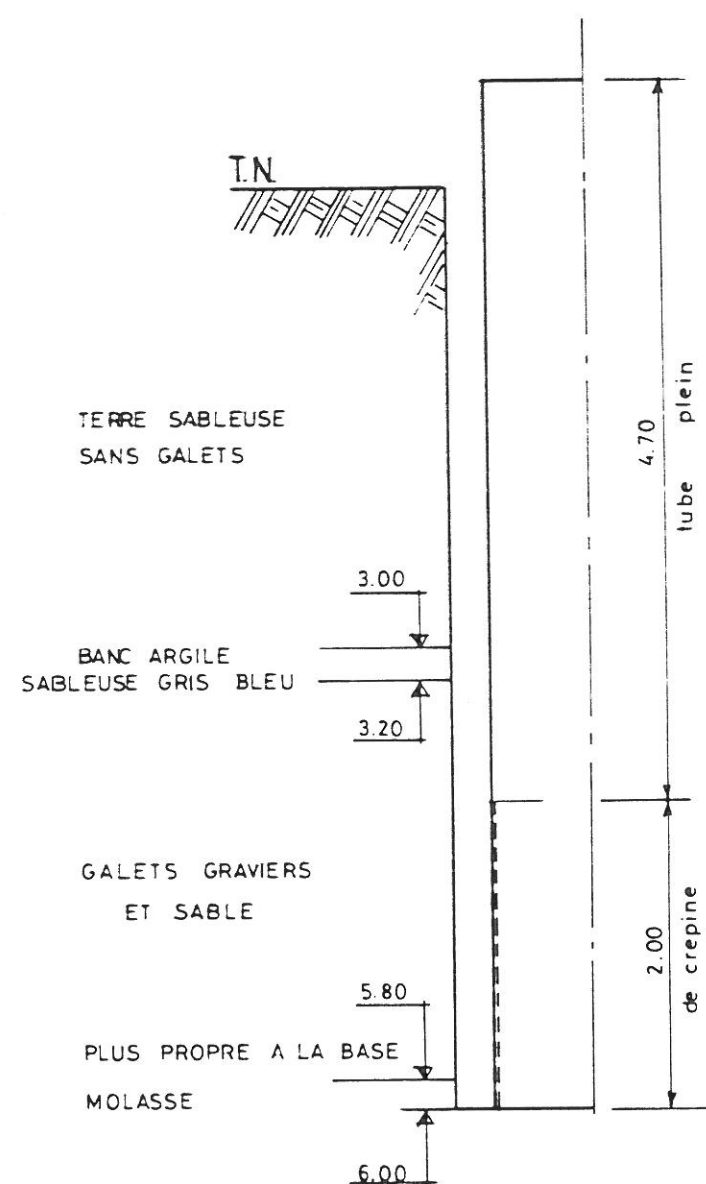 T.N.
TERRE SABLEUSE
SANS GALETS
4.70
tube plein
3.00
BANC ARGILE
SABLEUSE GRIS BLEU
3.20
GALETS GRAVIERS
ET SABLE
2.00
de crepine
5.80
PLUS PROPRE A LA BASE
MOLASSE
6.00